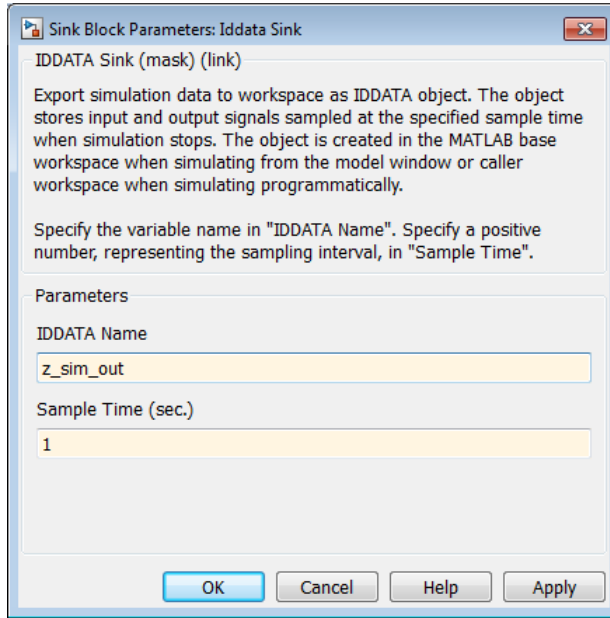 Sink Block Parameters: Iddata Sink
IDDATA Sink (mask) (link)
Export simulation data to workspace as IDDATA object. The object
stores input and output signals sampled at the specified sample time
when simulation stops. The object is created in the MATLAB base
workspace when simulating from the model window or caller
workspace when simulating programmatically.
Specify the variable name in "IDDATA Name". Specify a positive
number, representing the sampling interval, in "Sample Time".
Parameters
IDDATA Name
z_sim_out
Sample Time (sec.)
1
OK Cancel Help Apply